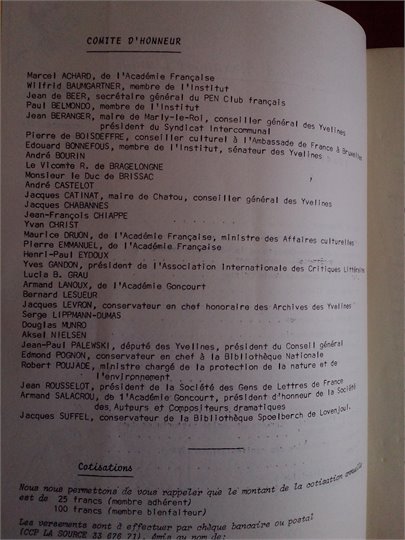 COMITE D'HONNEUR
Marcel ACHARD, de l'Académie Française
Wilfrid BAUMGARTNER, membre de l'Institut
Jean de BEER, secrétaire général du PEN Club français
Paul BELMONDO, membre de l'Institut
Jean BERANGER, maire de Marly-le-Roi, conseiller général des Yvelines
président du Syndicat intercommunal
Pierre de BOISDEFFRE, conseiller culturel à l'Ambassade de France à Bruxelles
Edouard BONNEFOUS, membre de l'Institut, sénateur des Yvelines
André BOURIN
Le Vicomte R. de BRAGELONGNE
Monsieur le Duc de BRISSAC
André CASTELOT
Jacques CATINAT, maire de Chatou, conseiller général des Yvelines
Jacques CHABANNES
Jean-François CHIAPPE
Yvan CHRIST
Maurice DRUON, de l'Académie Française, ministre des Affaires culturelles
Pierre EMMANUEL, de l'Académie Française
Henri-Paul EYDOUX
Yves GANDON, président de l'Association Internationale des Critiques Littéraires
Lucia B. GRAU
Armand LANOUX, de l'Académie Goncourt
Bernard LESUEUR
Jacques LEVRON, conservateur en chef honoraire des Archives des Yvelines
Serge LIPPMANN-DUMAS
Douglas MUNRO
Aksel NIELSEN
Jean-Paul PALEWSKI, député des Yvelines, président du Conseil général
Edmond POGNON, conservateur en chef à la Bibliothèque Nationale
Robert POUJADE, ministre chargé de la protection de la nature et de
l'environnement
Jean ROUSSELOT, président de la Société des Gens de Lettres de France
Armand SALACROU, de l'Académie Goncourt, président d'honneur de la Société
des Auteurs et Compositeurs dramatiques
Jacques SUFFEL, conservateur de la Bibliothèque Spoelberch de Lovenjoul.
Cotisations
Nous nous permettons de vous rappeler que le montant de la cotisation annuelle
est de 25 francs (membre adhérent)
100 francs (membre bienfaiteur)
Les versements sont à effectuer par chèque bancaire ou postal
(CCP LA SOURCE 33 676 71) émis au nom de: